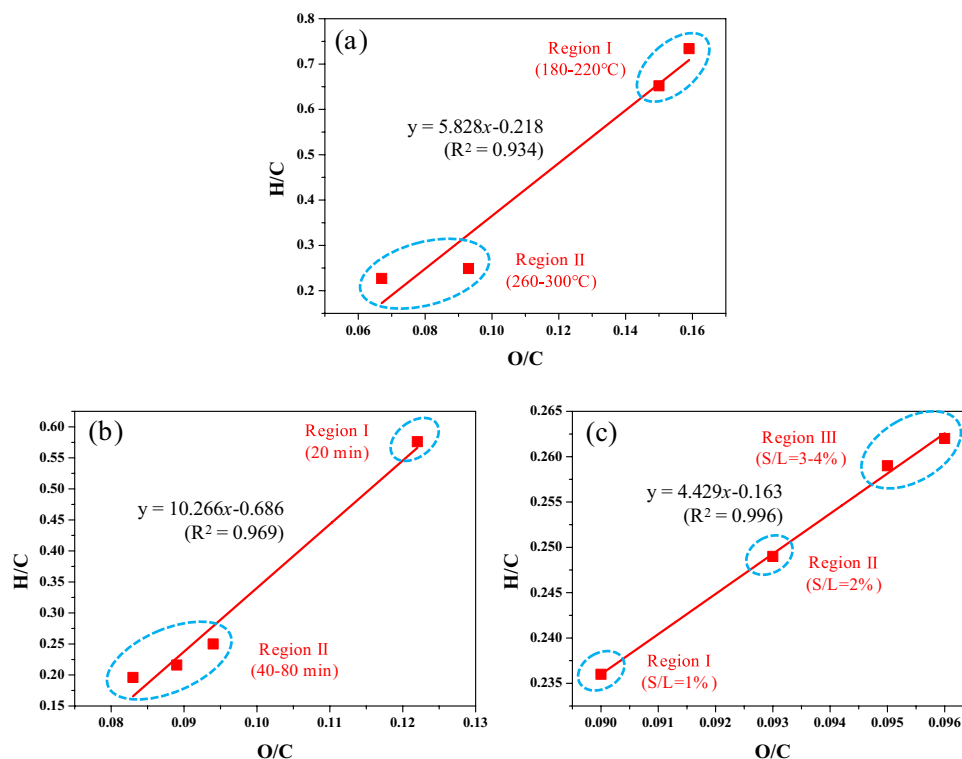 (a)
0.8
0.7
0.6
0.5
0.4
0.3
0.2
H/C
Region I
(180-220℃)
y = 5.828x-0.218
(R² = 0.934)
Region II
(260-300℃)
0.06 0.08 0.10 0.12 0.14 0.16
O/C
(b)
0.60
0.55
0.50
0.45
0.40
0.35
0.30
0.25
0.20
0.15
H/C
Region I
(20 min)
y = 10.266x-0.686
(R² = 0.969)
Region II
(40-80 min)
0.08 0.09 0.10 0.11 0.12 0.13
O/C
(c)
0.265
0.260
0.255
0.250
0.245
0.240
0.235
H/C
Region III
(S/L=3-4%)
y = 4.429x-0.163
(R² = 0.996)
Region II
(S/L=2%)
Region I
(S/L=1%)
0.090 0.091 0.092 0.093 0.094 0.095 0.096
O/C